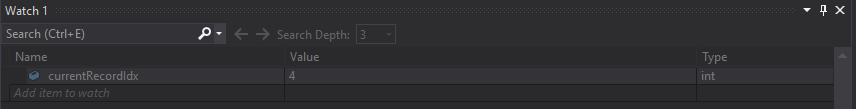 Watch 1
Search (Ctrl+E) Search Depth: 3
Name Value Type
currentRecordIdx 4 int
Add item to watch